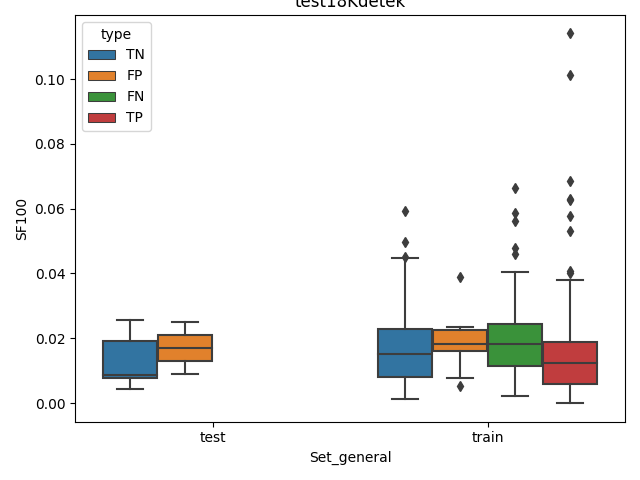 test18Kdetek
type
TN
FP
FN
TP
0.10
0.08
0.06
0.04
0.02
0.00
SF100
test
train
Set_general